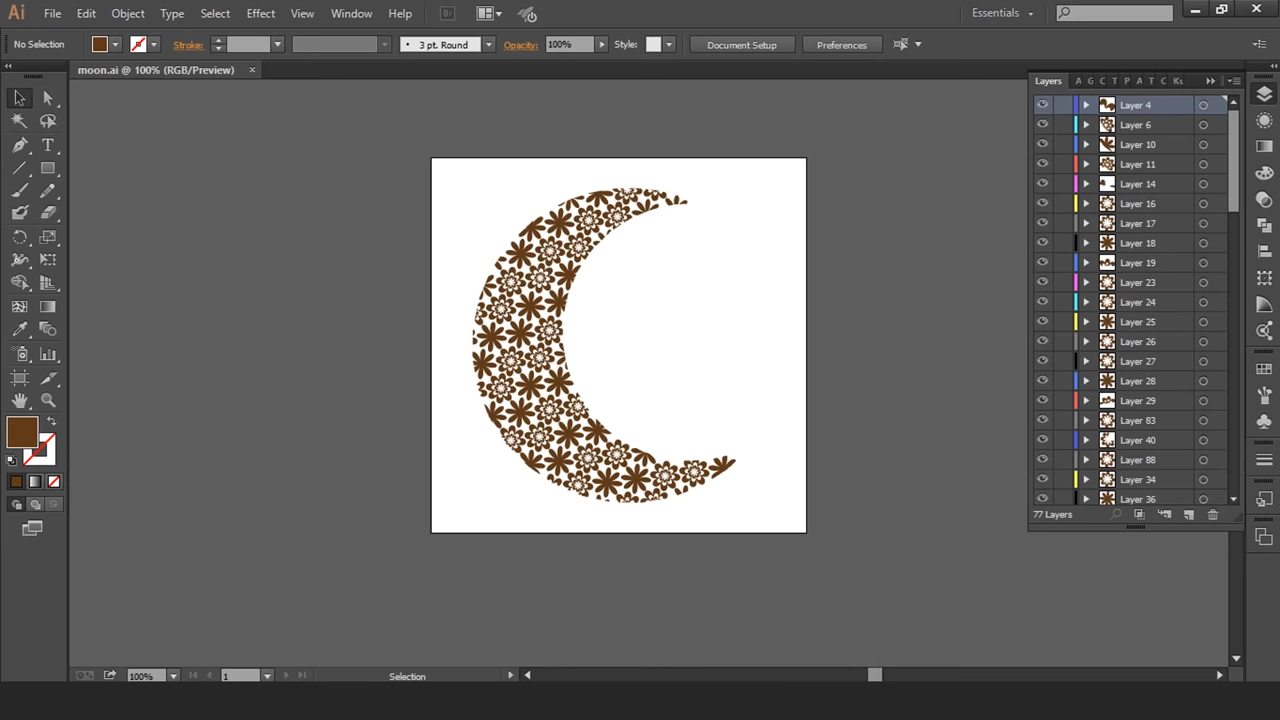 Ai File Edit Object Type Select Effect View Window Help Br Essentials
No Selection Stroke: 3 pt. Round Opacity: 100% Style: Document Setup Preferences
moon.ai @ 100% (RGB/Preview) ×
Layers A G C T P A T C
Layer 4
Layer 6
Layer 10
Layer 11
Layer 14
Layer 16
Layer 17
Layer 18
Layer 19
Layer 23
Layer 24
Layer 25
Layer 26
Layer 27
Layer 28
Layer 29
Layer 83
Layer 40
Layer 88
Layer 34
Layer 36
77 Layers
100% 1 Selection